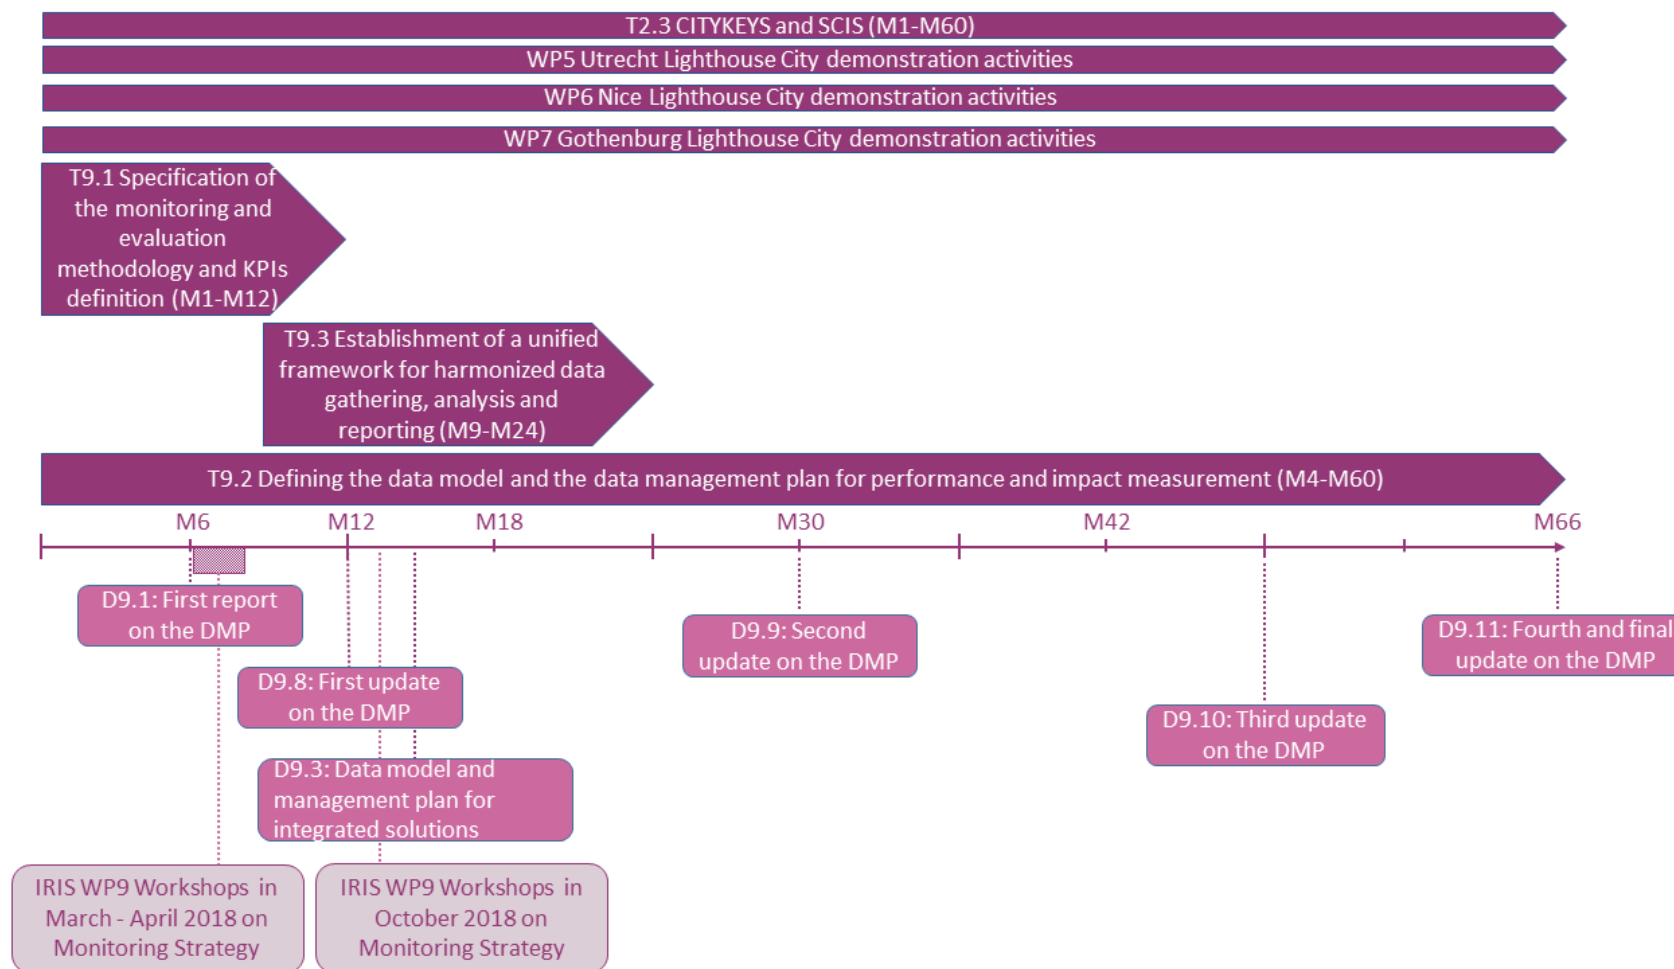 T2.3 CITYKEYS and SCIS (M1-M60)
WP5 Utrecht Lighthouse City demonstration activities
WP6 Nice Lighthouse City demonstration activities
WP7 Gothenburg Lighthouse City demonstration activities
T9.1 Specification of
the monitoring and
evaluation
methodology and KPIs
definition (M1-M12)
T9.3 Establishment of a unified
framework for harmonized data
gathering, analysis and
reporting (M9-M24)
T9.2 Defining the data model and the data management plan for performance and impact measurement (M4-M60)
M6
M12
M18
M30
M42
M66
D9.1: First report
on the DMP
D9.8: First update
on the DMP
D9.3: Data model and
management plan for
integrated solutions
D9.9: Second
update on the DMP
D9.10: Third update
on the DMP
D9.11: Fourth and final
update on the DMP
IRIS WP9 Workshops in
March - April 2018 on
Monitoring Strategy
IRIS WP9 Workshops in
October 2018 on
Monitoring Strategy